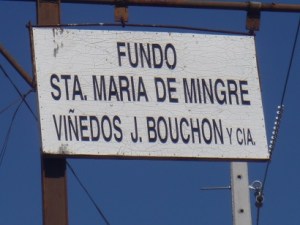 FUNDO
STA. MARIA DE MINGRE
VIÑEDOS J. BOUCHON Y CIA.